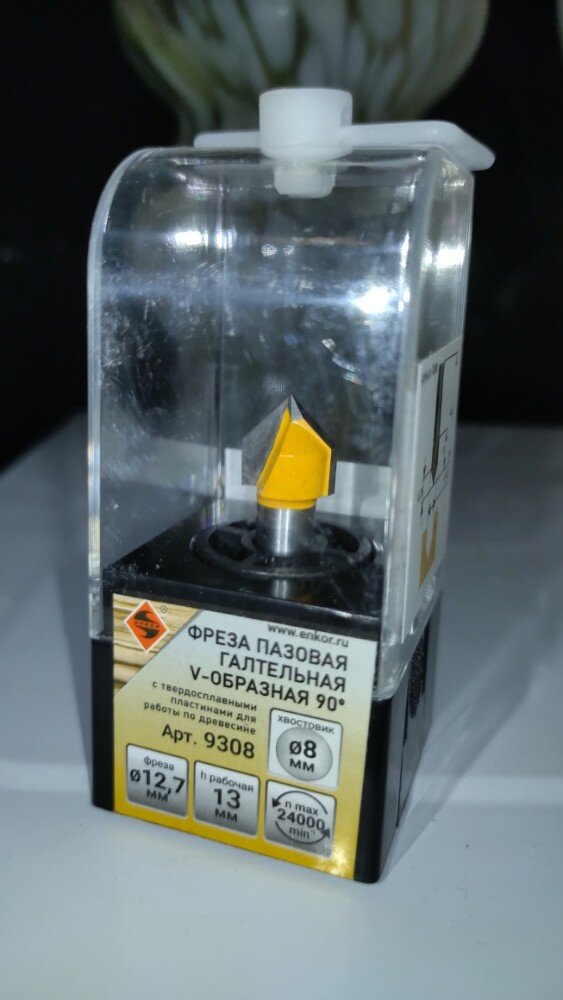 ENKOR
®
www.enkor.ru
ФРЕЗА ПАЗОВАЯ
ГАЛТЕЛЬНАЯ
V-ОБРАЗНАЯ 90°
с твердосплавными
пластинами для
работы по древесине
Арт. 9308
хвостовик
ø8
мм
фреза
ø12,7
мм
h рабочая
13
мм
n max
24000
min⁻¹